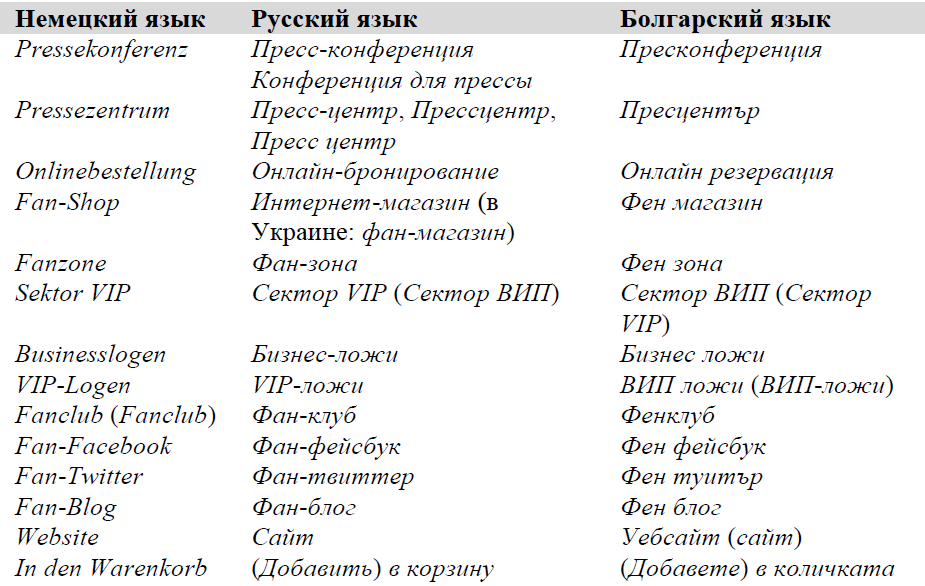 Немецкий язык Русский язык Болгарский язык
Pressekonferenz Пресс-конференция Пресконференция
Конференция для прессы
Pressezentrum Пресс-центр, Прессцентр, Пресцентър
Пресс центр
Onlinebestellung Онлайн-бронирование Онлайн резервация
Fan-Shop Интернет-магазин (в Фен магазин
Украине: фан-магазин)
Fanzone Фан-зона Фен зона
Sektor VIP Сектор VIP (Сектор ВИП) Сектор ВИП (Сектор
VIP)
Businesslogen Бизнес-ложи Бизнес ложи
VIP-Logen VIP-ложи ВИП ложи (ВИП-ложи)
Fanclub (Fanclub) Фан-клуб Фенклуб
Fan-Facebook Фан-фейсбук Фен фейсбук
Fan-Twitter Фан-твиттер Фен туитър
Fan-Blog Фан-блог Фен блог
Website Сайт Уебсайт (сайт)
In den Warenkorb (Добавить) в корзину (Добавете) в количката